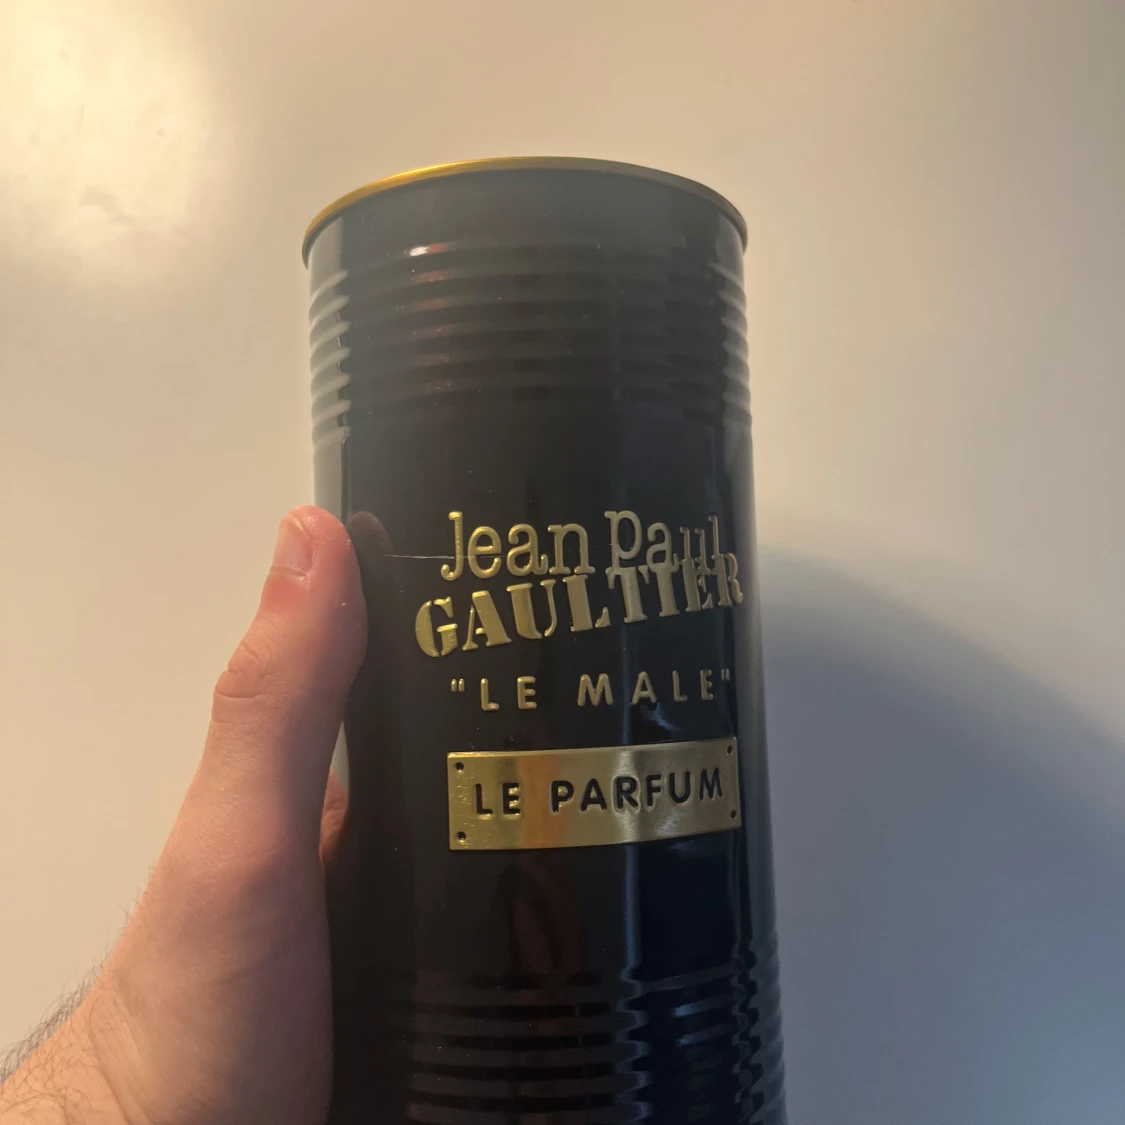 Jean Paul
GAULTIER
"LE MALE"
LE PARFUM